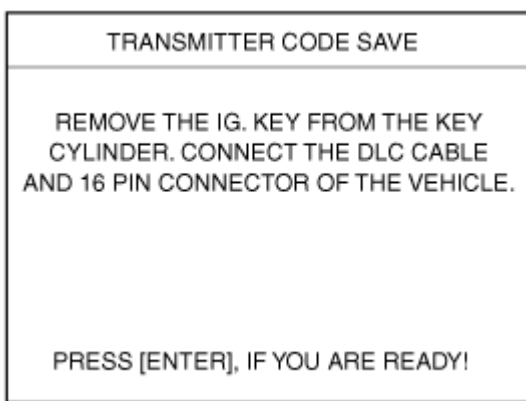 TRANSMITTER CODE SAVE
REMOVE THE IG. KEY FROM THE KEY
CYLINDER. CONNECT THE DLC CABLE
AND 16 PIN CONNECTOR OF THE VEHICLE.
PRESS [ENTER], IF YOU ARE READY!